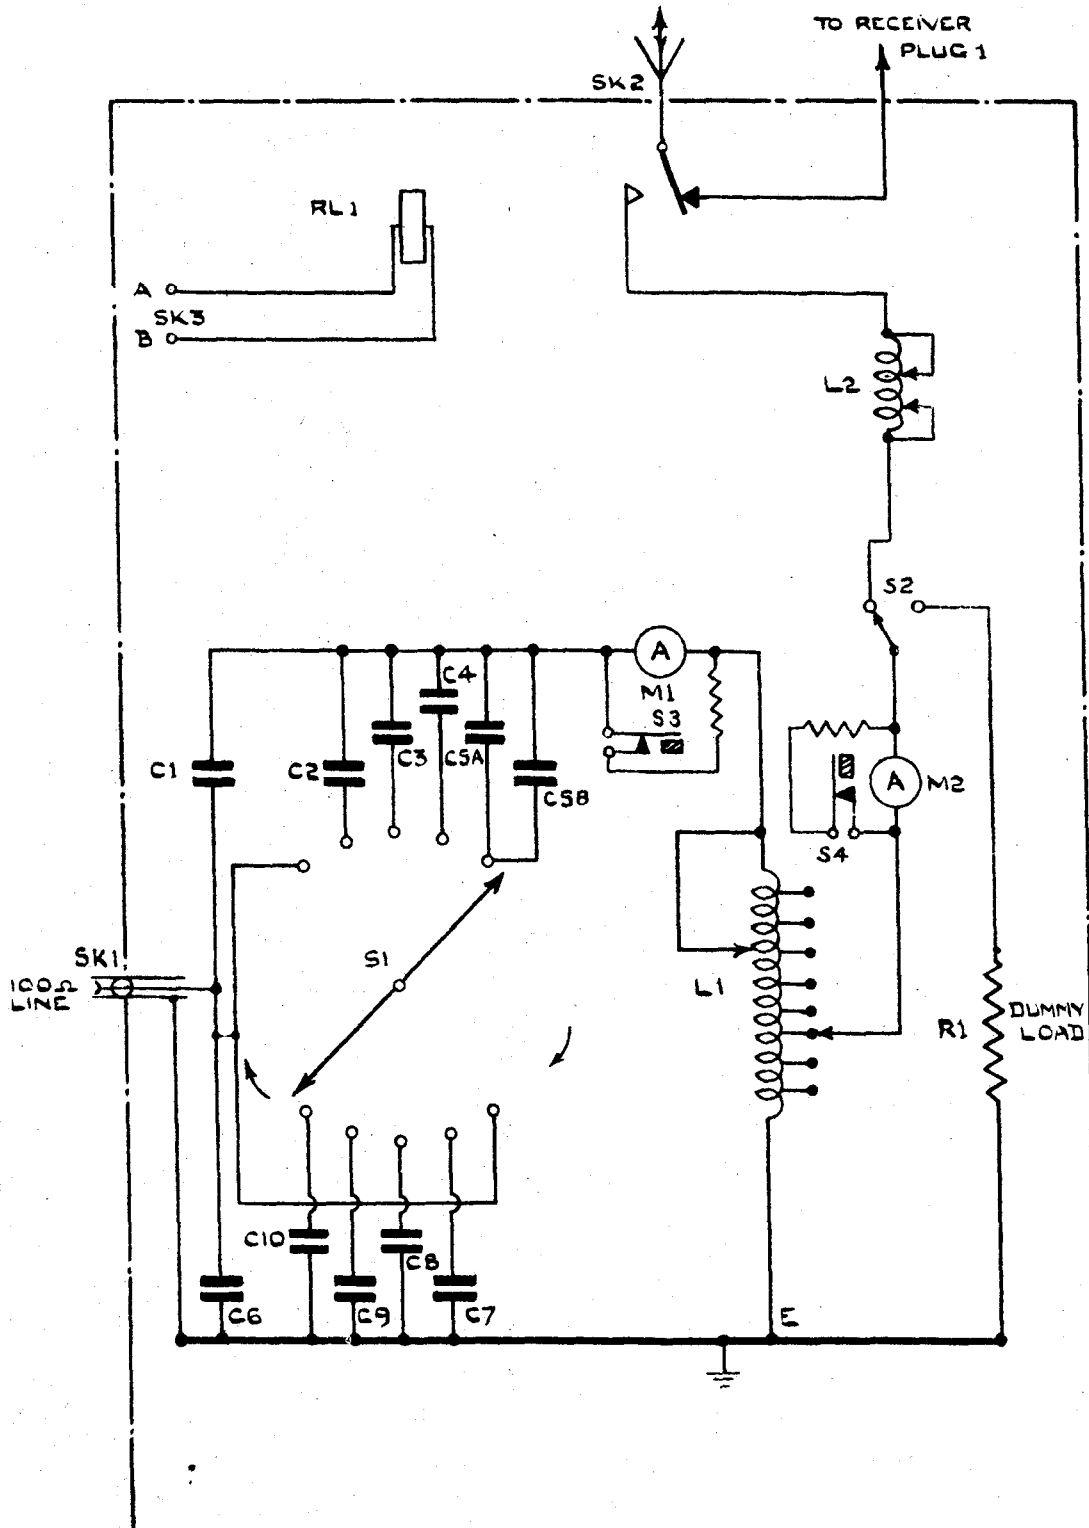 TO RECEIVER
PLUG 1
SK2
RL1
A
SK3
B
L2
S2
A
M1
C4
S3
C1
C2
C3
C5A
C5B
A
M2
S4
SK1
100Ω
LINE
S1
L1
R1
DUMMY
LOAD
C10
C8
C6
C9
C7
E